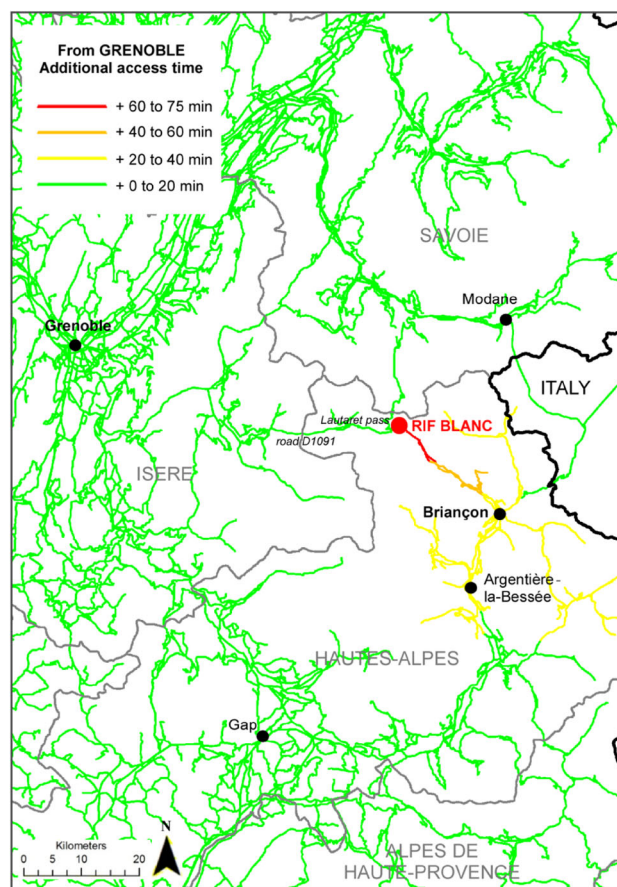 From GRENOBLE
Additional access time
+ 60 to 75 min
+ 40 to 60 min
+ 20 to 40 min
+ 0 to 20 min
SAVOIE
Modane
Grenoble
ITALY
Lautaret pass
RIF BLANC
road D1091
ISERE
Briançon
Argentière-
la-Bessée
HAUTES-ALPES
Gap
Kilometers
0 5 10 20
N
ALPES DE
HAUTE-PROVENCE